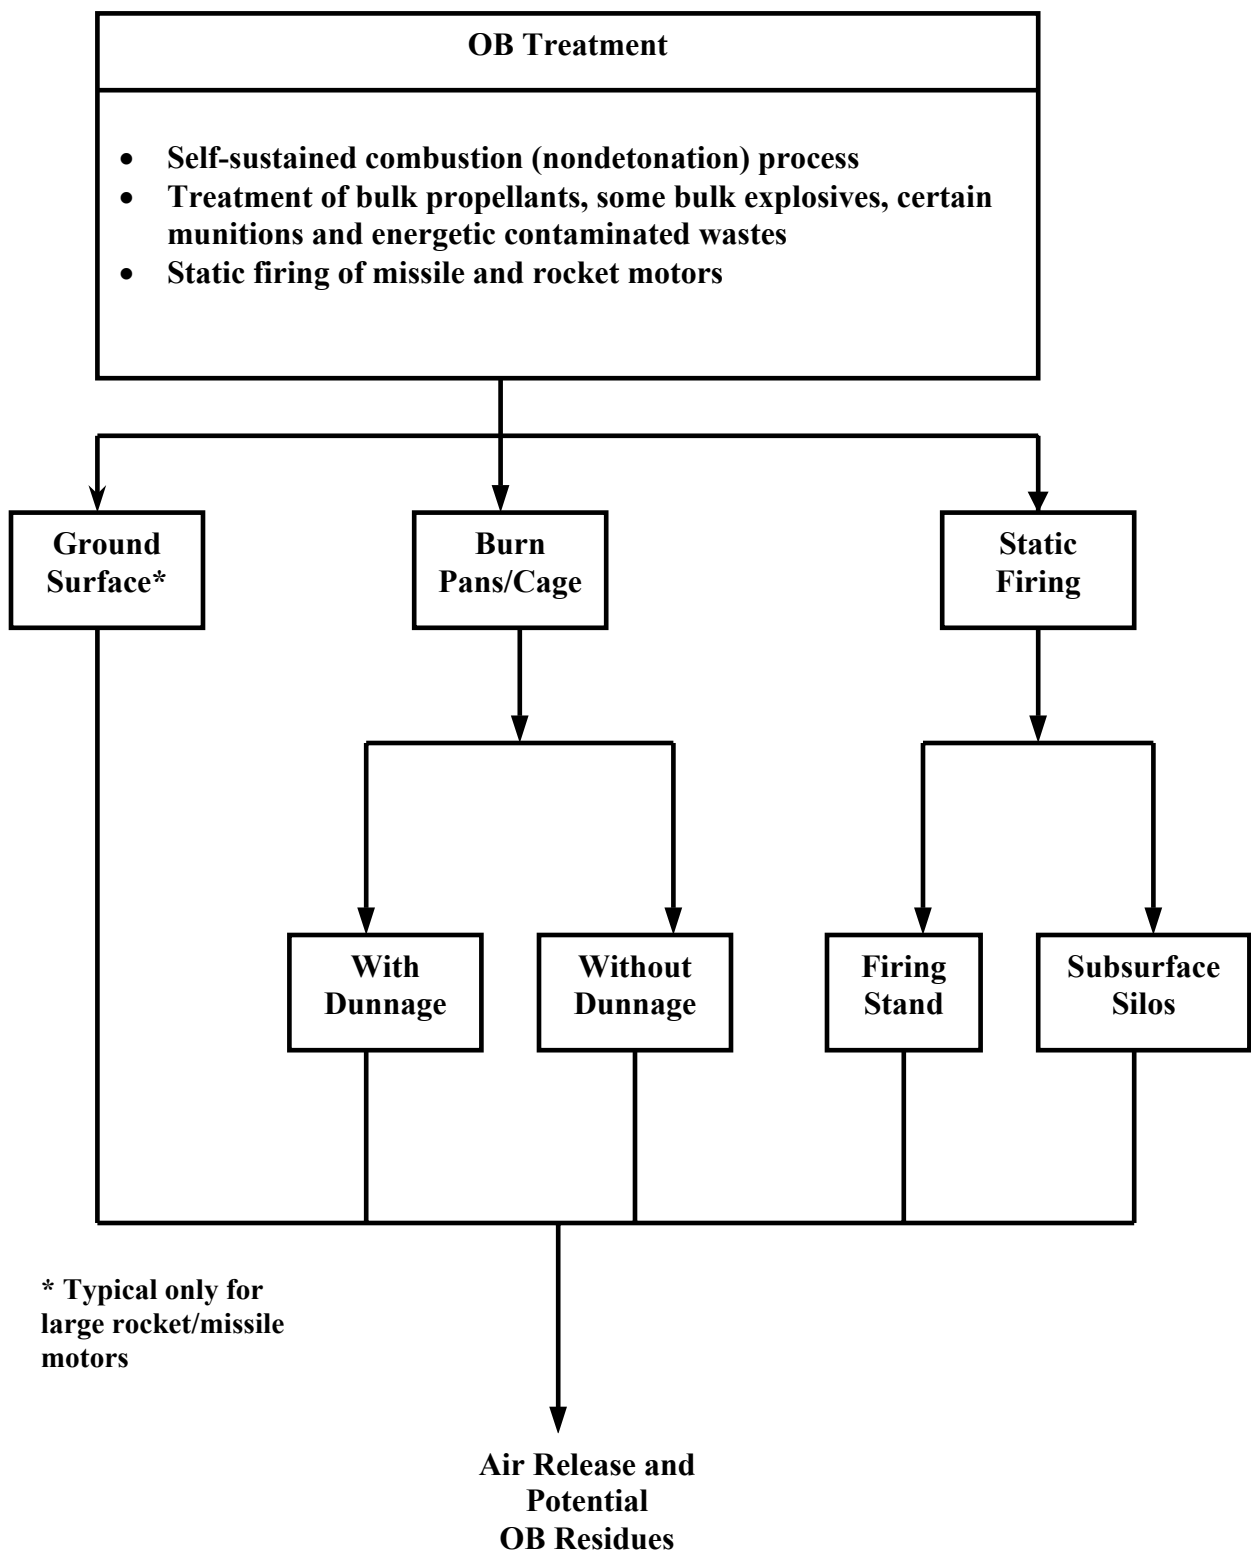 OB Treatment
• Self-sustained combustion (nondetonation) process
• Treatment of bulk propellants, some bulk explosives, certain
munitions and energetic contaminated wastes
• Static firing of missile and rocket motors
Ground
Surface*
Burn
Pans/Cage
Static
Firing
With
Dunnage
Without
Dunnage
Firing
Stand
Subsurface
Silos
* Typical only for
large rocket/missile
motors
Air Release and
Potential
OB Residues